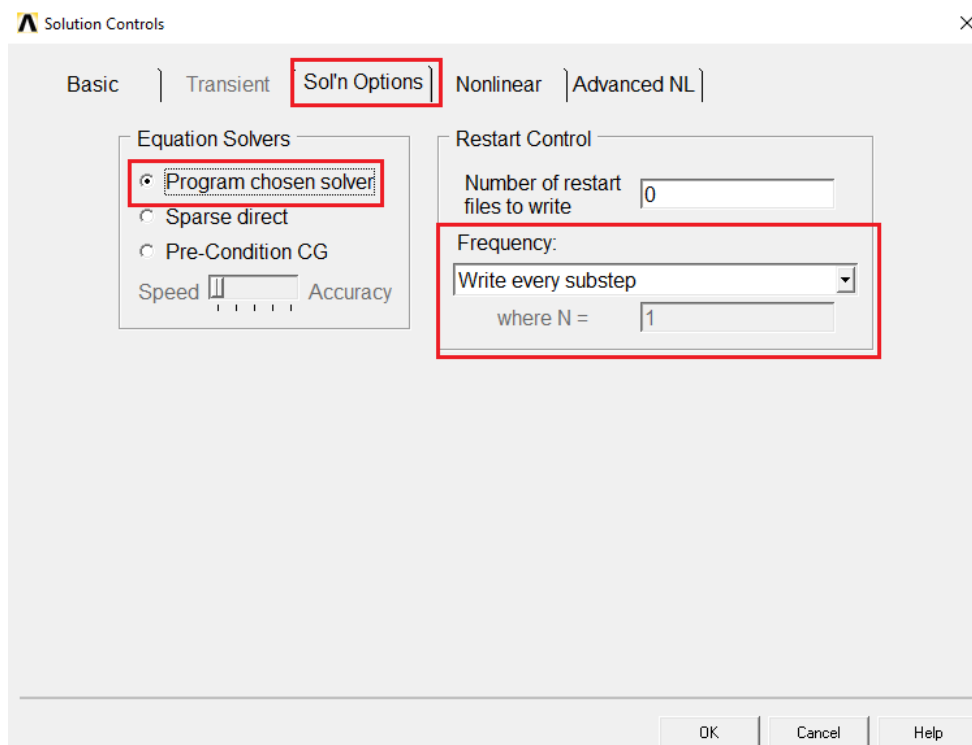 Solution Controls
Basic
Transient
Sol'n Options
Nonlinear
Advanced NL
Equation Solvers
Program chosen solver
Sparse direct
Pre-Condition CG
Speed
Accuracy
Restart Control
Number of restart
files to write
0
Frequency:
Write every substep
where N =
1
OK
Cancel
Help